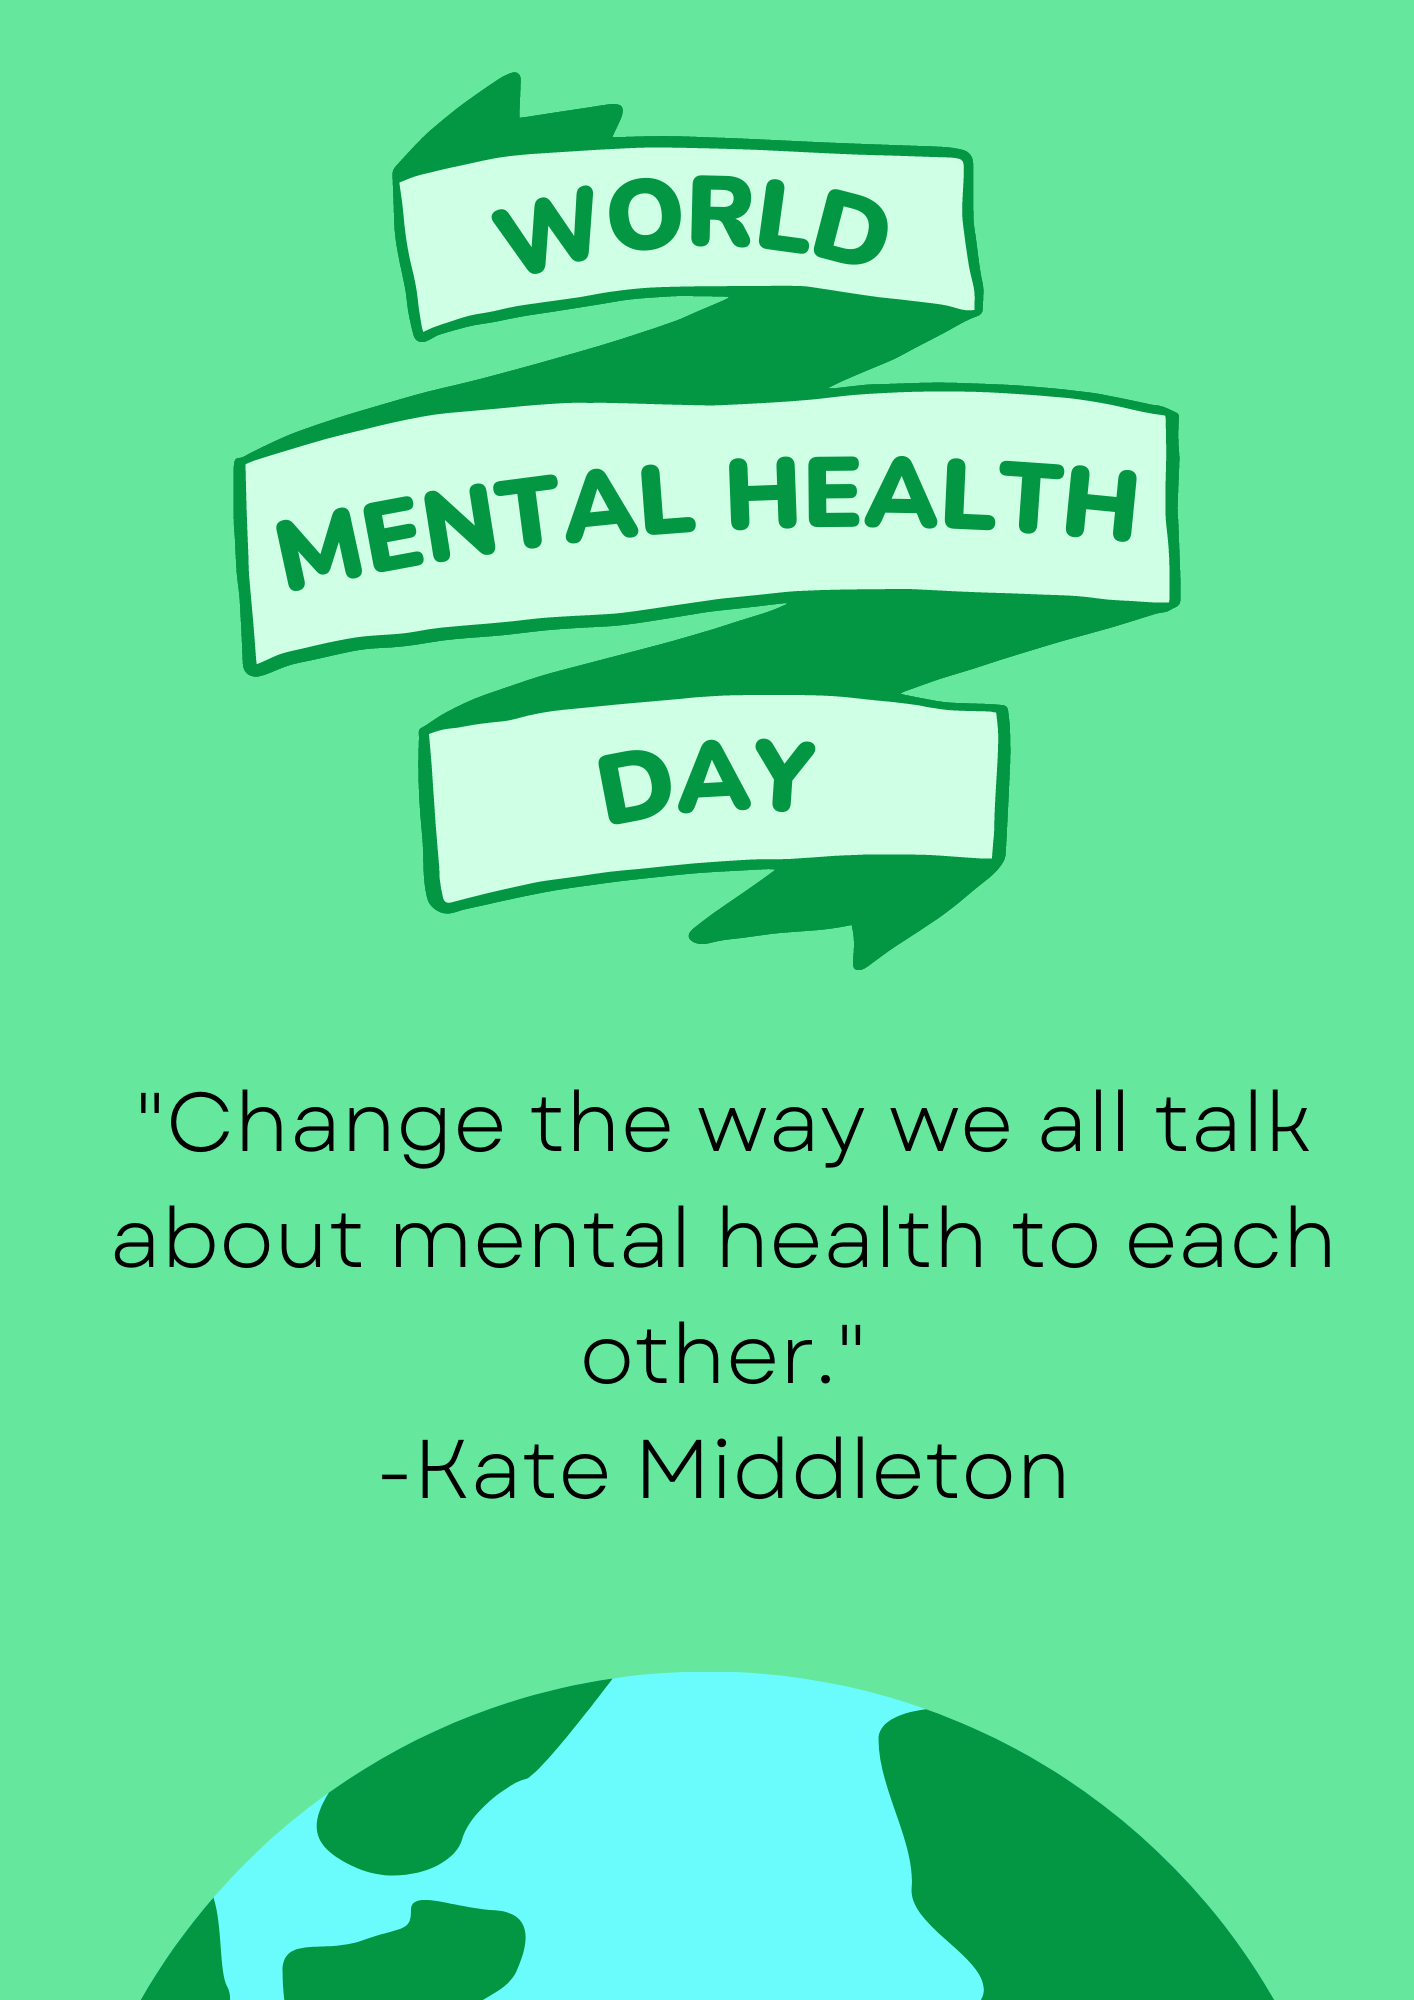 WORLD
MENTAL HEALTH
DAY
"Change the way we all talk
about mental health to each
other."
-Kate Middleton